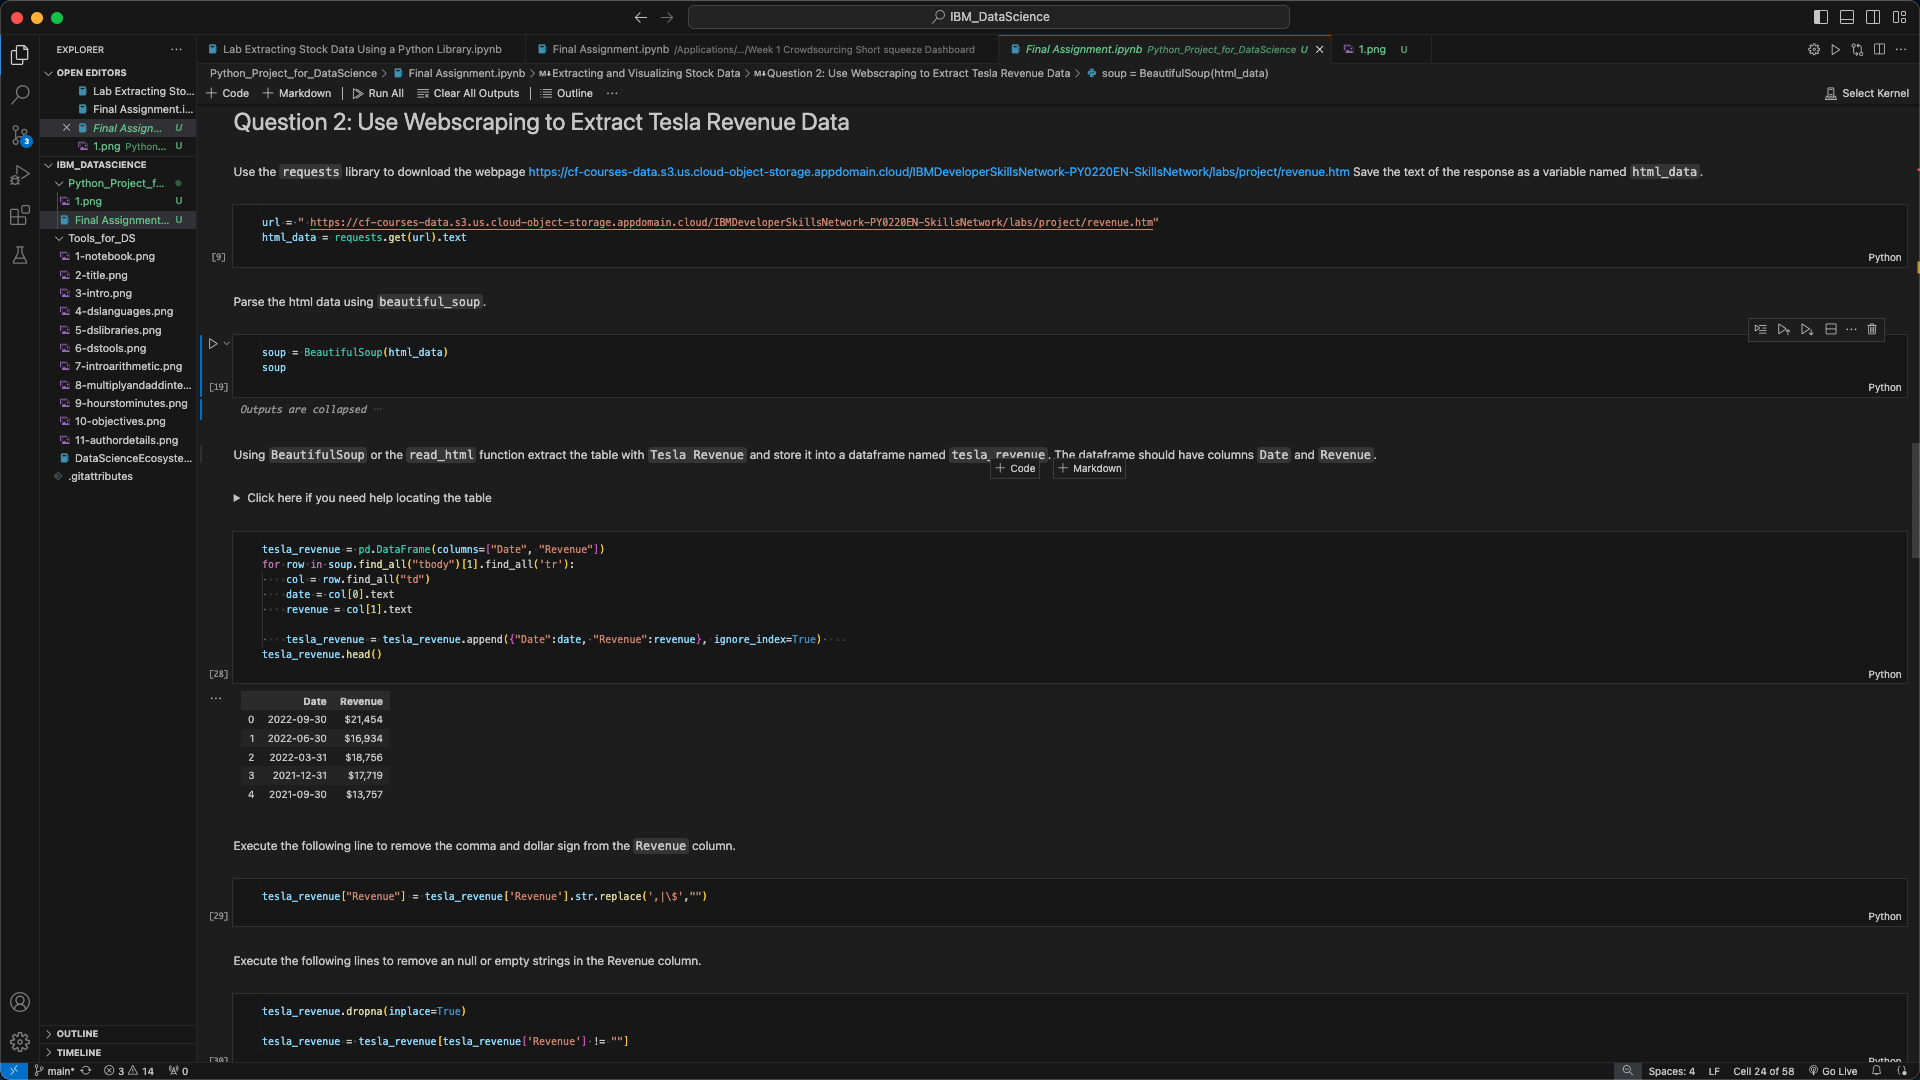 IBM_DataScience
EXPLORER
Lab Extracting Stock Data Using a Python Library.ipynb
Final Assignment.ipynb /Applications/.../Week 1 Crowdsourcing Short squeeze Dashboard
Final Assignment.ipynb Python_Project_for_DataScience U
1.png U
OPEN EDITORS
Lab Extracting Sto...
Final Assignment.i...
Final Assign... U
1.png Python... U
IBM_DATASCIENCE
Python_Project_f...
1.png U
Final Assignment... U
Tools_for_DS
1-notebook.png
2-title.png
3-intro.png
4-dslanguages.png
5-dslibraries.png
6-dstools.png
7-introarithmetic.png
8-multiplyandaddinte...
9-hourstominutes.png
10-objectives.png
11-authordetails.png
DataScienceEcosyste...
.gitattributes
OUTLINE
TIMELINE
3
Python_Project_for_DataScience > Final Assignment.ipynb > M↓Extracting and Visualizing Stock Data > M↓Question 2: Use Webscraping to Extract Tesla Revenue Data > soup = BeautifulSoup(html_data)
+ Code + Markdown | Run All Clear All Outputs | Outline ...
Select Kernel
Question 2: Use Webscraping to Extract Tesla Revenue Data
Use the requests library to download the webpage https://cf-courses-data.s3.us.cloud-object-storage.appdomain.cloud/IBMDeveloperSkillsNetwork-PY0220EN-SkillsNetwork/labs/project/revenue.htm Save the text of the response as a variable named html_data.
url = " https://cf-courses-data.s3.us.cloud-object-storage.appdomain.cloud/IBMDeveloperSkillsNetwork-PY0220EN-SkillsNetwork/labs/project/revenue.htm"
html_data = requests.get(url).text
[9]
Python
Parse the html data using beautiful_soup.
soup = BeautifulSoup(html_data)
soup
[19]
Python
Outputs are collapsed ...
Using BeautifulSoup or the read_html function extract the table with Tesla Revenue and store it into a dataframe named tesla_revenue. The dataframe should have columns Date and Revenue.
+ Code + Markdown
Click here if you need help locating the table
tesla_revenue = pd.DataFrame(columns=["Date", "Revenue"])
for row in soup.find_all("tbody")[1].find_all('tr'):
    col = row.find_all("td")
    date = col[0].text
    revenue = col[1].text
    tesla_revenue = tesla_revenue.append({"Date":date, "Revenue":revenue}, ignore_index=True)
tesla_revenue.head()
[28]
Python
...
Date Revenue
0 2022-09-30 $21,454
1 2022-06-30 $16,934
2 2022-03-31 $18,756
3 2021-12-31 $17,719
4 2021-09-30 $13,757
Execute the following line to remove the comma and dollar sign from the Revenue column.
tesla_revenue["Revenue"] = tesla_revenue['Revenue'].str.replace(',|\$',"")
[29]
Python
Execute the following lines to remove an null or empty strings in the Revenue column.
tesla_revenue.dropna(inplace=True)
tesla_revenue = tesla_revenue[tesla_revenue['Revenue'] != ""]
[30]
Python
main* 3 14 0
Spaces: 4 LF Cell 24 of 58 Go Live